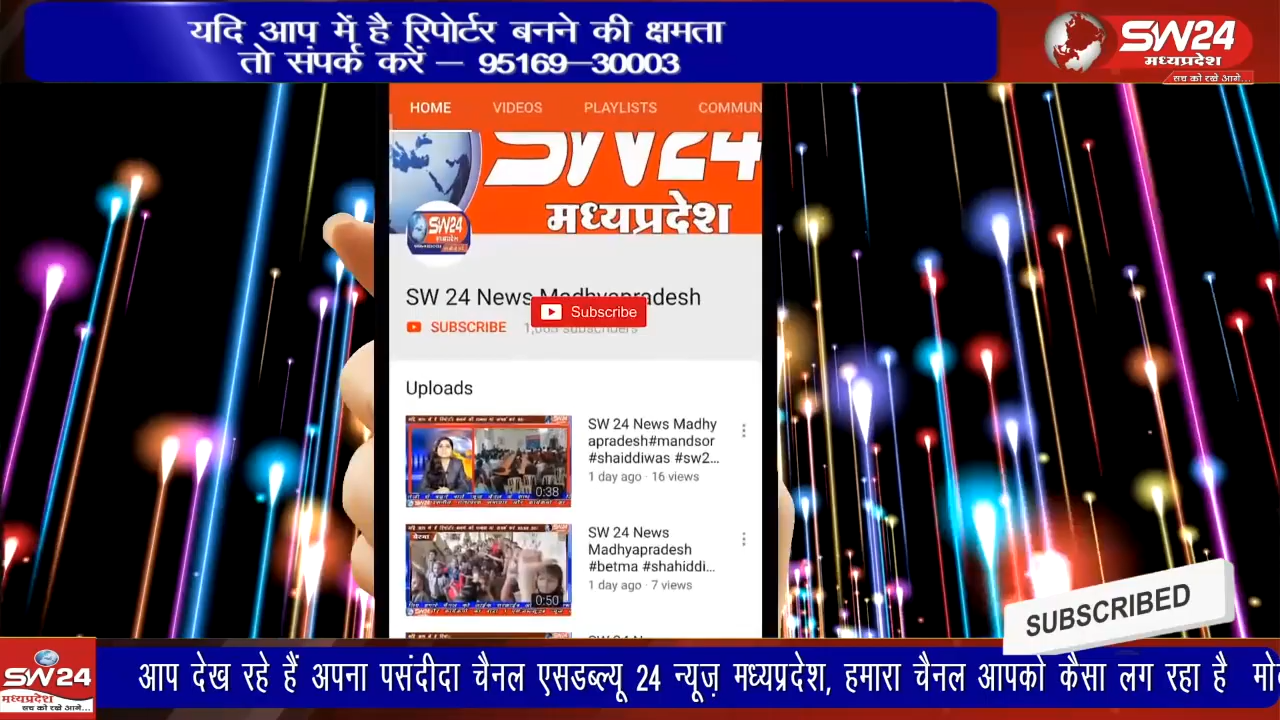 यदि आप में है रिपोर्टर बनने की क्षमता
तो संपर्क करें – 95169–30003
SW24
मध्यप्रदेश
सच को रखे आगे...
HOME VIDEOS PLAYLISTS COMMUN
SW24
मध्यप्रदेश
SW24
SW 24 News Madhyapradesh
Subscribe
SUBSCRIBE subscribers
Uploads
SW 24 News Madhy
apradesh#mandsor
#shaiddiwas #sw2...
1 day ago · 16 views
0:38
SW 24 News
Madhyapradesh
#betma #shahiddi...
1 day ago · 7 views
बेटमा
0:50
SUBSCRIBED
SW24
मध्यप्रदेश
सच को रखे आगे...
आप देख रहे हैं अपना पसंदीदा चैनल एसडब्ल्यू 24 न्यूज़ मध्यप्रदेश, हमारा चैनल आपको कैसा लग रहा है